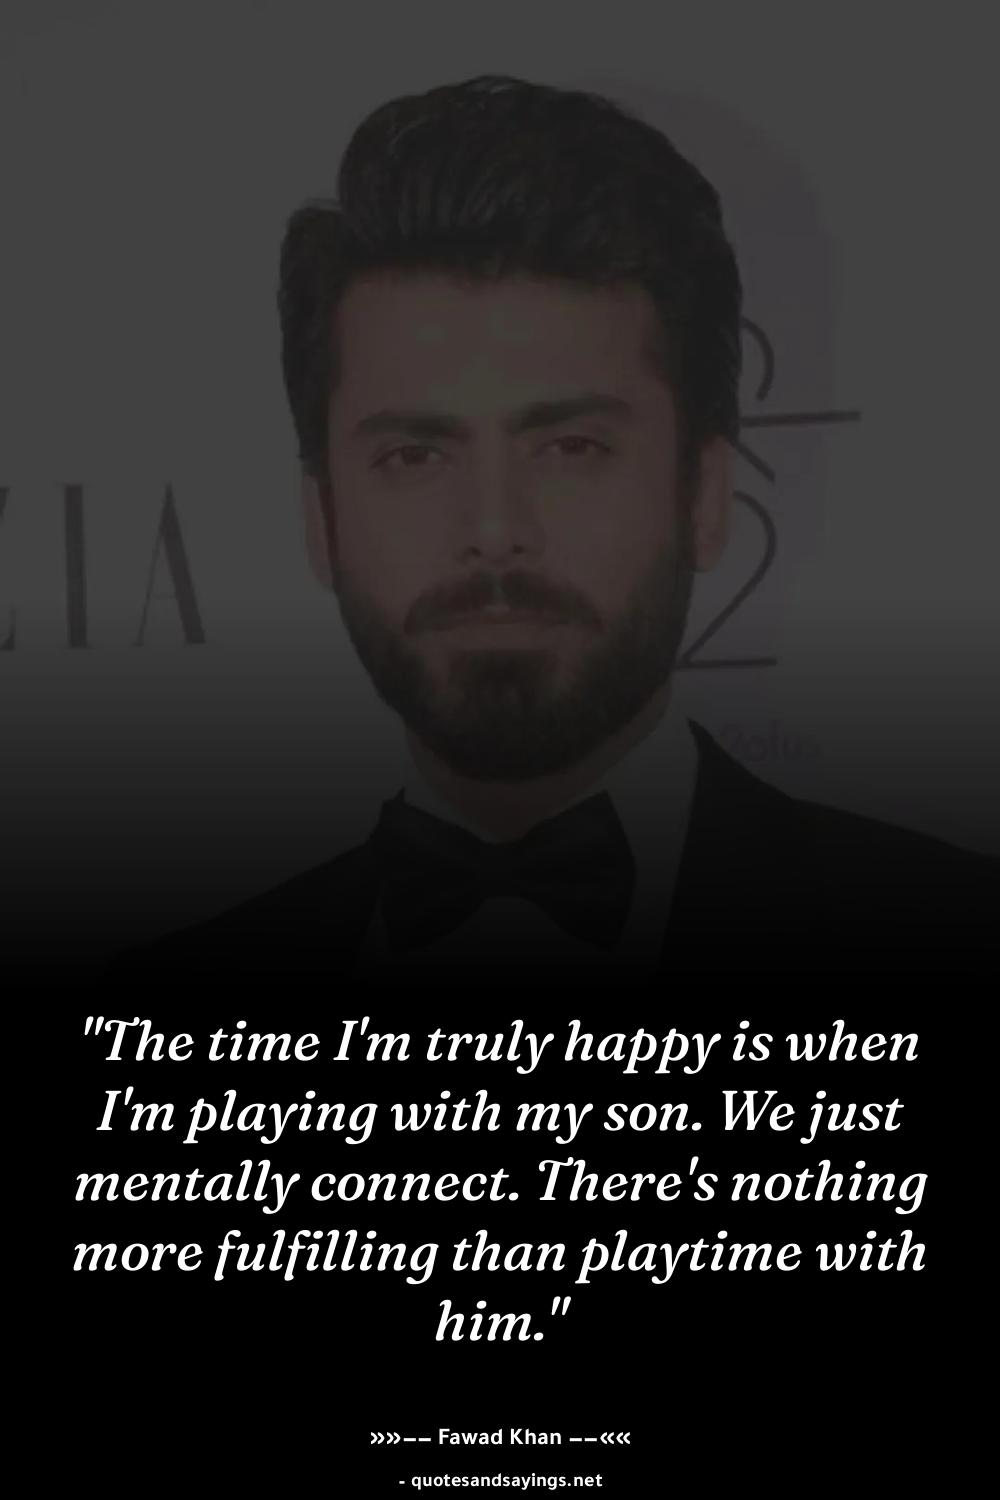 ZIA
"The time I'm truly happy is when
I'm playing with my son. We just
mentally connect. There's nothing
more fulfilling than playtime with
him."
»»–– Fawad Khan ––««
- quotesandsayings.net